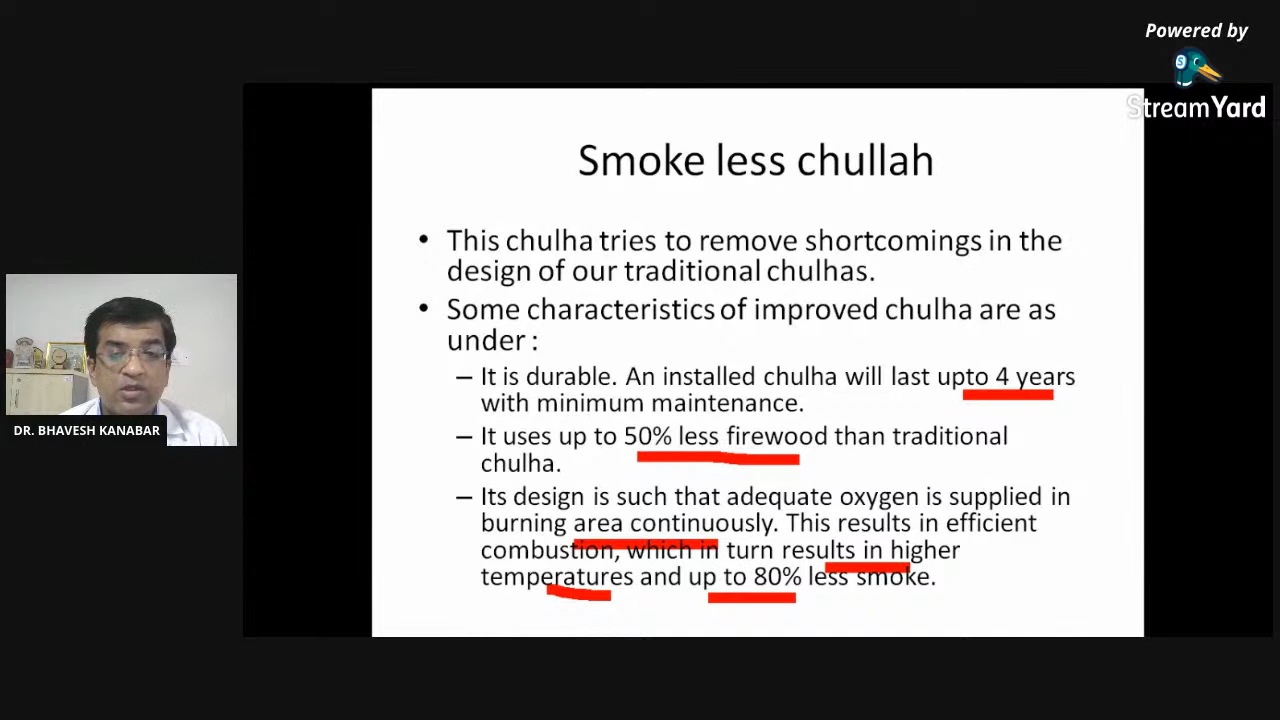 Powered by
StreamYard
Smoke less chullah
• This chulha tries to remove shortcomings in the
design of our traditional chulhas.
• Some characteristics of improved chulha are as
under :
– It is durable. An installed chulha will last upto 4 years
with minimum maintenance.
– It uses up to 50% less firewood than traditional
chulha.
– Its design is such that adequate oxygen is supplied in
burning area continuously. This results in efficient
combustion, which in turn results in higher
temperatures and up to 80% less smoke.
DR. BHAVESH KANABAR